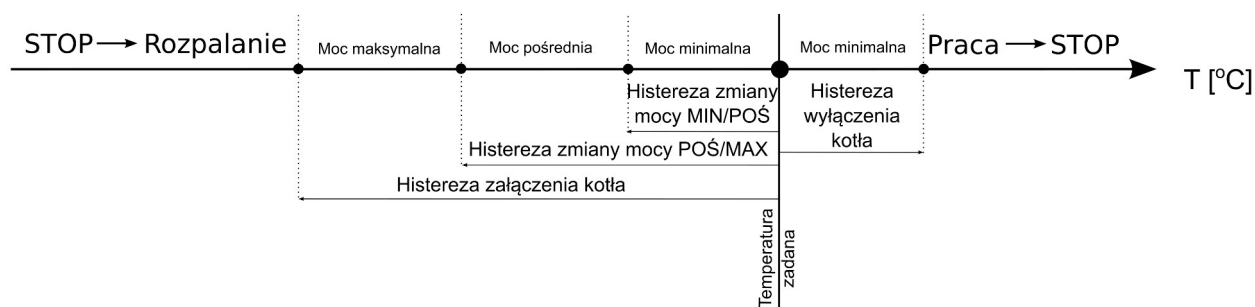 STOP → Rozpalanie
Moc maksymalna
Moc pośrednia
Moc minimalna
Moc minimalna
Praca → STOP
T [°C]
Histereza zmiany
mocy MIN/POŚ
Histereza
wyłączenia
kotła
Histereza zmiany mocy POŚ/MAX
Histereza załączenia kotła
Temperatura
zadana